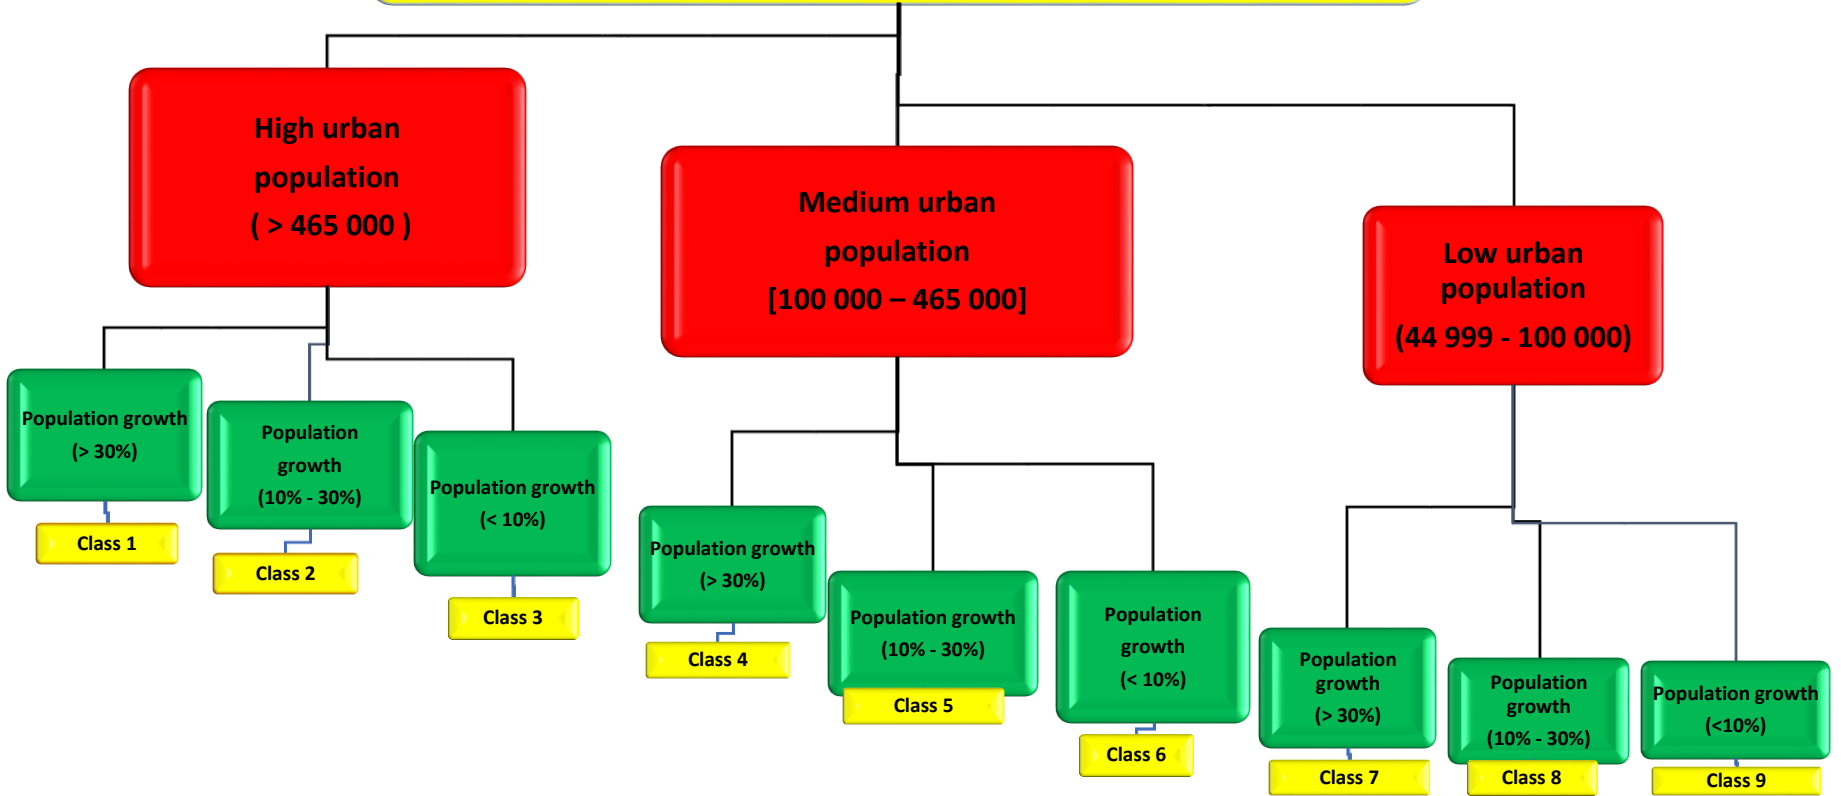 High urban
population
( > 465 000 )
Medium urban
population
[100 000 – 465 000]
Low urban
population
(44 999 - 100 000)
Population growth
(> 30%)
Class 1
Population
growth
(10% - 30%)
Class 2
Population growth
(< 10%)
Class 3
Population growth
(> 30%)
Class 4
Population growth
(10% - 30%)
Class 5
Population
growth
(< 10%)
Class 6
Population
growth
(> 30%)
Class 7
Population
growth
(10% - 30%)
Class 8
Population growth
(<10%)
Class 9